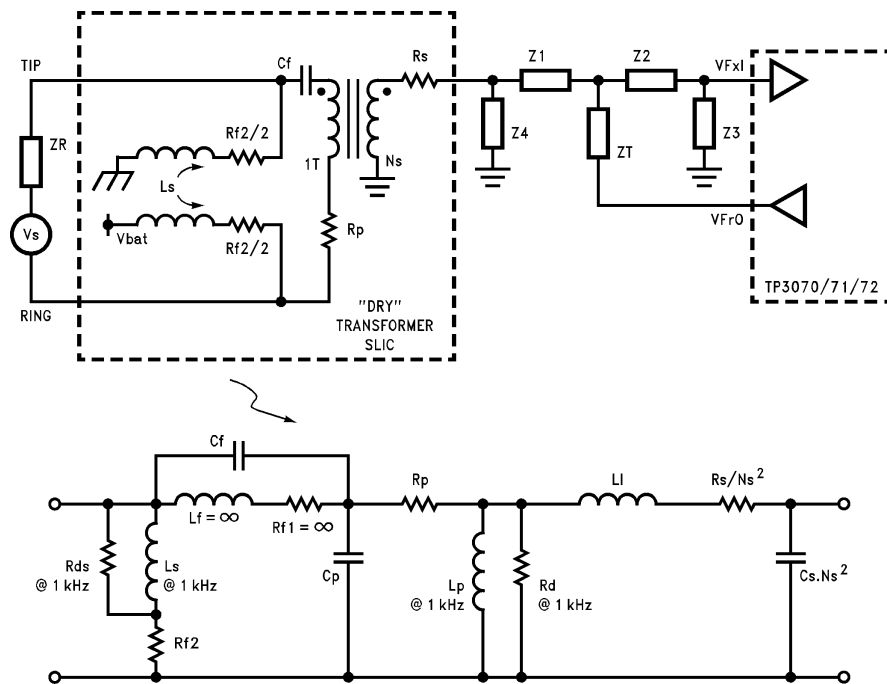 TIP
ZR
Vs
RING
Ls
Vbat
Rf2/2
Rf2/2
Cf
1T
Ns
Rp
Rs
"DRY"
TRANSFORMER
SLIC
Z4
Z1
ZT
Z2
Z3
VFxI
VFrO
TP3070/71/72
Cf
Lf = ∞
Rf1 = ∞
Rds
@ 1 kHz
Ls
@ 1 kHz
Rf2
Cp
Rp
Lp
@ 1 kHz
Rd
@ 1 kHz
Ll
Rs/Ns²
Cs.Ns²